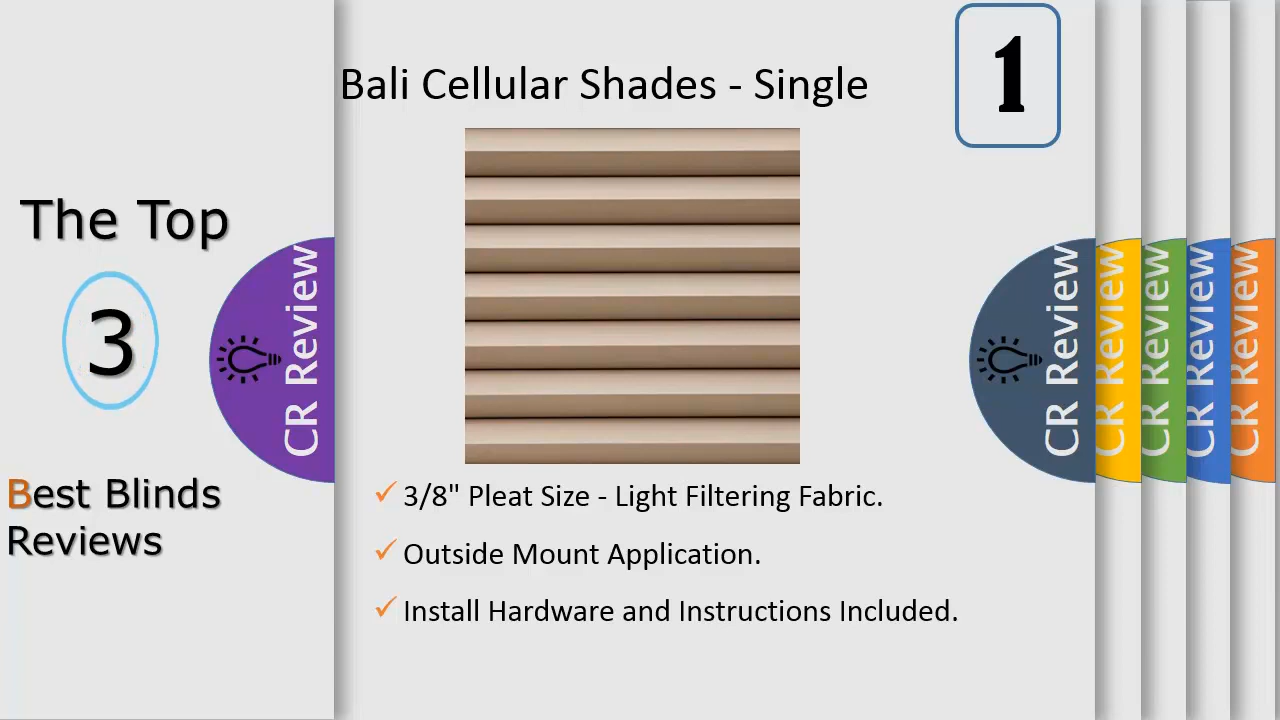 The Top
3
Best Blinds
Reviews
CR Review
Bali Cellular Shades - Single
1
3/8" Pleat Size - Light Filtering Fabric.
Outside Mount Application.
Install Hardware and Instructions Included.
CR Review
CR Review
CR Review
CR Review
CR Review